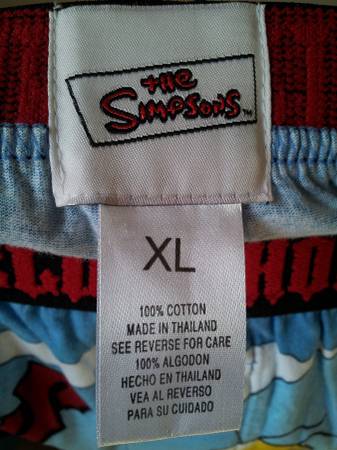 THE
SIMPSONS™
XL
100% COTTON
MADE IN THAILAND
SEE REVERSE FOR CARE
100% ALGODON
HECHO EN THAILAND
VEA AL REVERSO
PARA SU CUIDADO